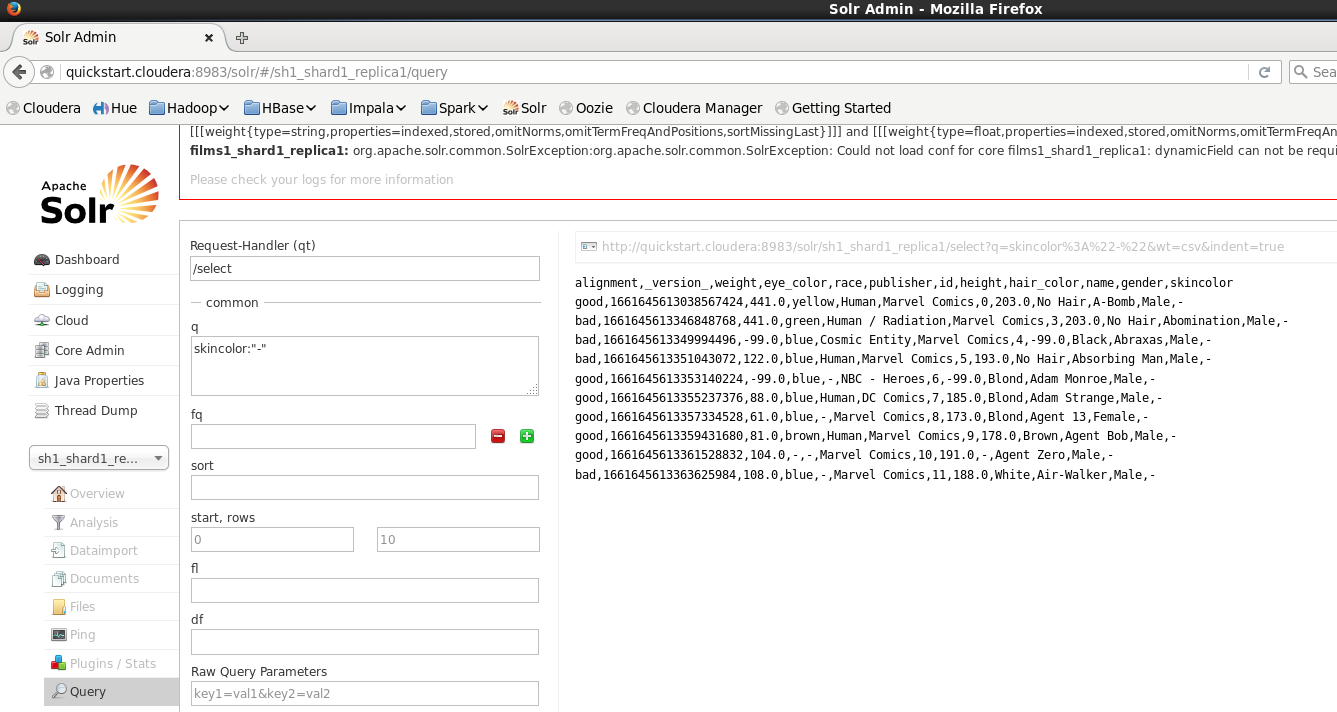 Solr Admin - Mozilla Firefox
Solr Solr Admin
quickstart.cloudera:8983/solr/#/sh1_shard1_replica1/query Sea
Cloudera Hue Hadoop HBase Impala Spark Solr Oozie Cloudera Manager Getting Started
[[[weight{type=string,properties=indexed,stored,omitNorms,omitTermFreqAndPositions,sortMissingLast}]]] and [[[weight{type=float,properties=indexed,stored,omitNorms,omitTermFreqAn
films1_shard1_replica1: org.apache.solr.common.SolrException:org.apache.solr.common.SolrException: Could not load conf for core films1_shard1_replica1: dynamicField can not be requi
Please check your logs for more information
Apache
Solr
Dashboard
Logging
Cloud
Core Admin
Java Properties
Thread Dump
sh1_shard1_re...
Overview
Analysis
Dataimport
Documents
Files
Ping
Plugins / Stats
Query
Request-Handler (qt)
/select
common
q
skincolor:"-"
fq
sort
start, rows
0 10
fl
df
Raw Query Parameters
key1=val1&key2=val2
http://quickstart.cloudera:8983/solr/sh1_shard1_replica1/select?q=skincolor%3A%22-%22&wt=csv&indent=true
alignment,_version_,weight,eye_color,race,publisher,id,height,hair_color,name,gender,skincolor
good,1661645613038567424,441.0,yellow,Human,Marvel Comics,0,203.0,No Hair,A-Bomb,Male,-
bad,1661645613346848768,441.0,green,Human / Radiation,Marvel Comics,3,203.0,No Hair,Abomination,Male,-
bad,1661645613349994496,-99.0,blue,Cosmic Entity,Marvel Comics,4,-99.0,Black,Abraxas,Male,-
bad,1661645613351043072,122.0,blue,Human,Marvel Comics,5,193.0,No Hair,Absorbing Man,Male,-
good,1661645613353140224,-99.0,blue,-,NBC - Heroes,6,-99.0,Blond,Adam Monroe,Male,-
good,1661645613355237376,88.0,blue,Human,DC Comics,7,185.0,Blond,Adam Strange,Male,-
good,1661645613357334528,61.0,blue,-,Marvel Comics,8,173.0,Blond,Agent 13,Female,-
good,1661645613359431680,81.0,brown,Human,Marvel Comics,9,178.0,Brown,Agent Bob,Male,-
good,1661645613361528832,104.0,-,-,Marvel Comics,10,191.0,-,Agent Zero,Male,-
bad,1661645613363625984,108.0,blue,-,Marvel Comics,11,188.0,White,Air-Walker,Male,-